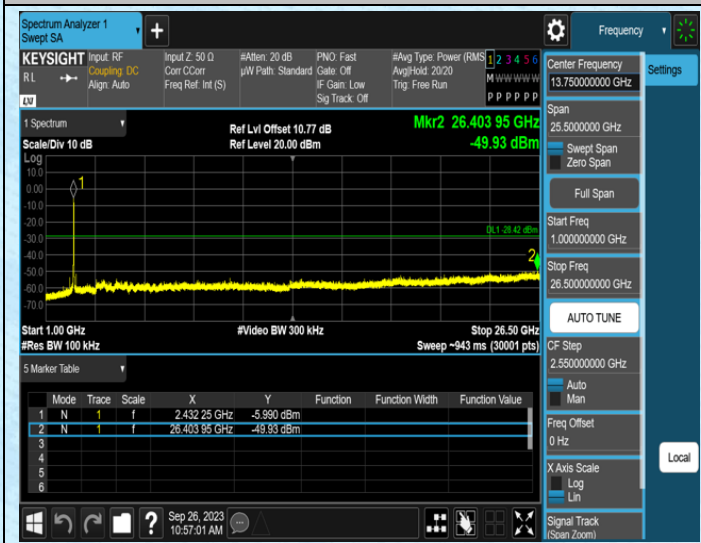 Spectrum Analyzer 1
Swept SA
+
Frequency
KEYSIGHT
RL
LXI
Input: RF
Coupling: DC
Align: Auto
Input Z: 50 Ω
Corr CCorr
Freq Ref: Int (S)
#Atten: 20 dB
µW Path: Standard
PNO: Fast
Gate: Off
IF Gain: Low
Sig Track: Off
#Avg Type: Power (RMS
Avg|Hold: 20/20
Trig: Free Run
1 2 3 4 5 6
M W W W W W
P P P P P P
Center Frequency
13.750000000 GHz
Settings
Span
25.5000000 GHz
Swept Span
Zero Span
Full Span
Start Freq
1.000000000 GHz
Stop Freq
26.500000000 GHz
AUTO TUNE
CF Step
2.550000000 GHz
Auto
Man
Freq Offset
0 Hz
X Axis Scale
Log
Lin
Signal Track
(Span Zoom)
Local
1 Spectrum
Scale/Div 10 dB
Ref Lvl Offset 10.77 dB
Ref Level 20.00 dBm
Mkr2 26.403 95 GHz
-49.93 dBm
Log
10.0
0.00
-10.0
-20.0
-30.0
-40.0
-50.0
-60.0
-70.0
1
DL1 -28.42 dBm
2
Start 1.00 GHz
#Res BW 100 kHz
#Video BW 300 kHz
Stop 26.50 GHz
Sweep ~943 ms (30001 pts)
5 Marker Table
Mode Trace Scale X Y Function Function Width Function Value
1 N 1 f 2.432 25 GHz -5.990 dBm
2 N 1 f 26.403 95 GHz -49.93 dBm
3
4
5
6
?
Sep 26, 2023
10:57:01 AM